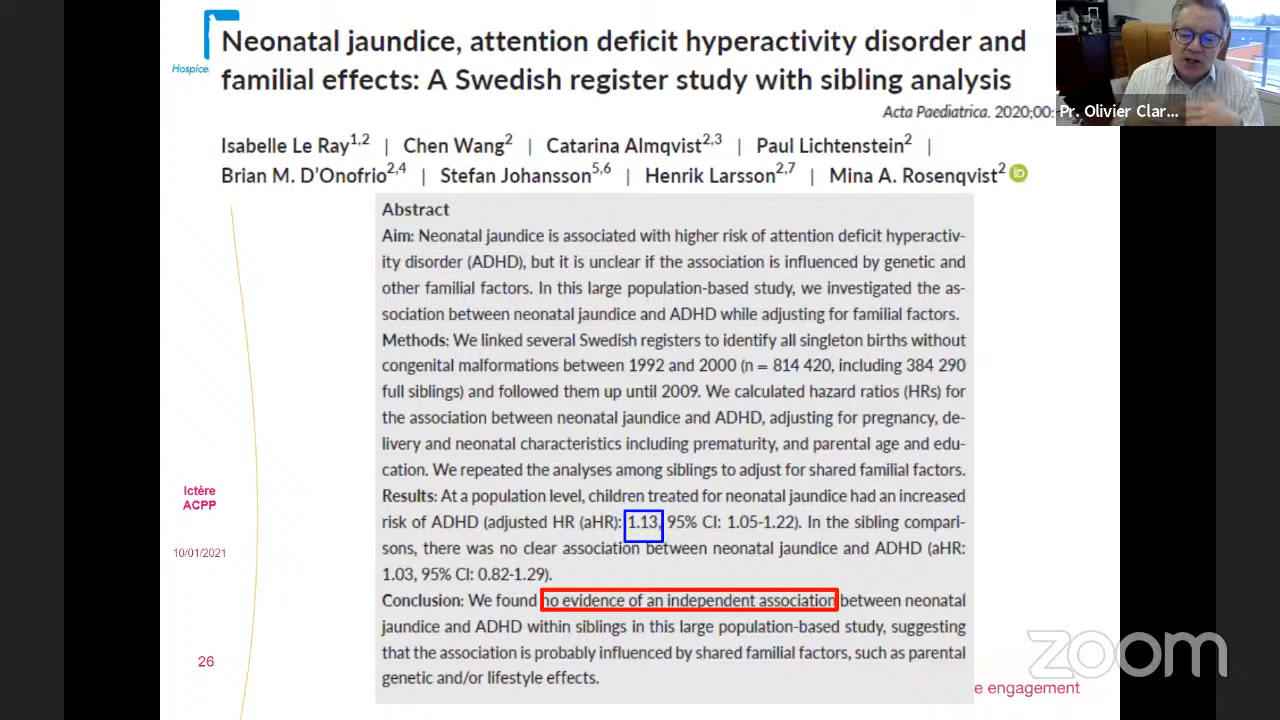 Hospice.
Neonatal jaundice, attention deficit hyperactivity disorder and
familial effects: A Swedish register study with sibling analysis
Acta Paediatrica. 2020;00:
Pr. Olivier Clar...
Isabelle Le Ray1,2 | Chen Wang2 | Catarina Almqvist2,3 | Paul Lichtenstein2 |
Brian M. D'Onofrio2,4 | Stefan Johansson5,6 | Henrik Larsson2,7 | Mina A. Rosenqvist2 iD
Abstract
Aim: Neonatal jaundice is associated with higher risk of attention deficit hyperactiv-
ity disorder (ADHD), but it is unclear if the association is influenced by genetic and
other familial factors. In this large population-based study, we investigated the as-
sociation between neonatal jaundice and ADHD while adjusting for familial factors.
Methods: We linked several Swedish registers to identify all singleton births without
congenital malformations between 1992 and 2000 (n = 814 420, including 384 290
full siblings) and followed them up until 2009. We calculated hazard ratios (HRs) for
the association between neonatal jaundice and ADHD, adjusting for pregnancy, de-
livery and neonatal characteristics including prematurity, and parental age and edu-
cation. We repeated the analyses among siblings to adjust for shared familial factors.
Results: At a population level, children treated for neonatal jaundice had an increased
risk of ADHD (adjusted HR (aHR): 1.13, 95% CI: 1.05-1.22). In the sibling compari-
sons, there was no clear association between neonatal jaundice and ADHD (aHR:
1.03, 95% CI: 0.82-1.29).
Conclusion: We found no evidence of an independent association between neonatal
jaundice and ADHD within siblings in this large population-based study, suggesting
that the association is probably influenced by shared familial factors, such as parental
genetic and/or lifestyle effects.
Ictère
ACPP
10/01/2021
26
zoom
e engagement